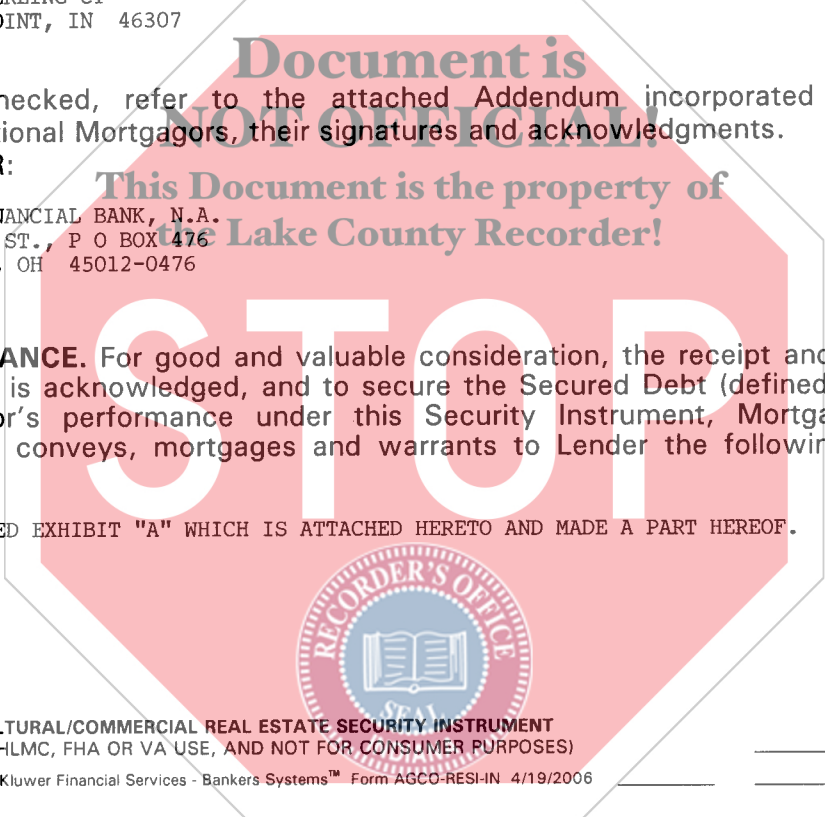 OINT, IN 46307
Document is
hecked, refer to the attached Addendum incorporated
NOT OFFICIAL!
tional Mortgagors, their signatures and acknowledgments.
R:
This Document is the property of
NANCIAL BANK, N.A.
the Lake County Recorder!
ST., P O BOX 476
, OH 45012-0476
STOP
ANCE. For good and valuable consideration, the receipt and
is acknowledged, and to secure the Secured Debt (defined
or's performance under this Security Instrument, Mortga
conveys, mortgages and warrants to Lender the followin
ED EXHIBIT "A" WHICH IS ATTACHED HERETO AND MADE A PART HEREOF.
RECORDER'S OFFICE
SEAL
INDIANA
LTURAL/COMMERCIAL REAL ESTATE SECURITY INSTRUMENT
HLMC, FHA OR VA USE, AND NOT FOR CONSUMER PURPOSES)
Kluwer Financial Services - Bankers Systems™ Form AGCO-RESI-IN 4/19/2006